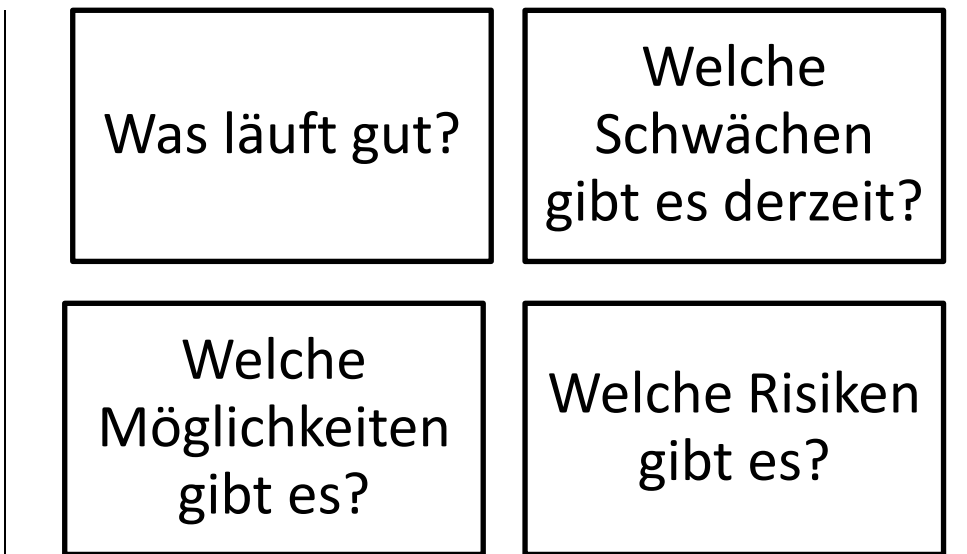 Was läuft gut?
Welche
Schwächen
gibt es derzeit?
Welche
Möglichkeiten
gibt es?
Welche Risiken
gibt es?